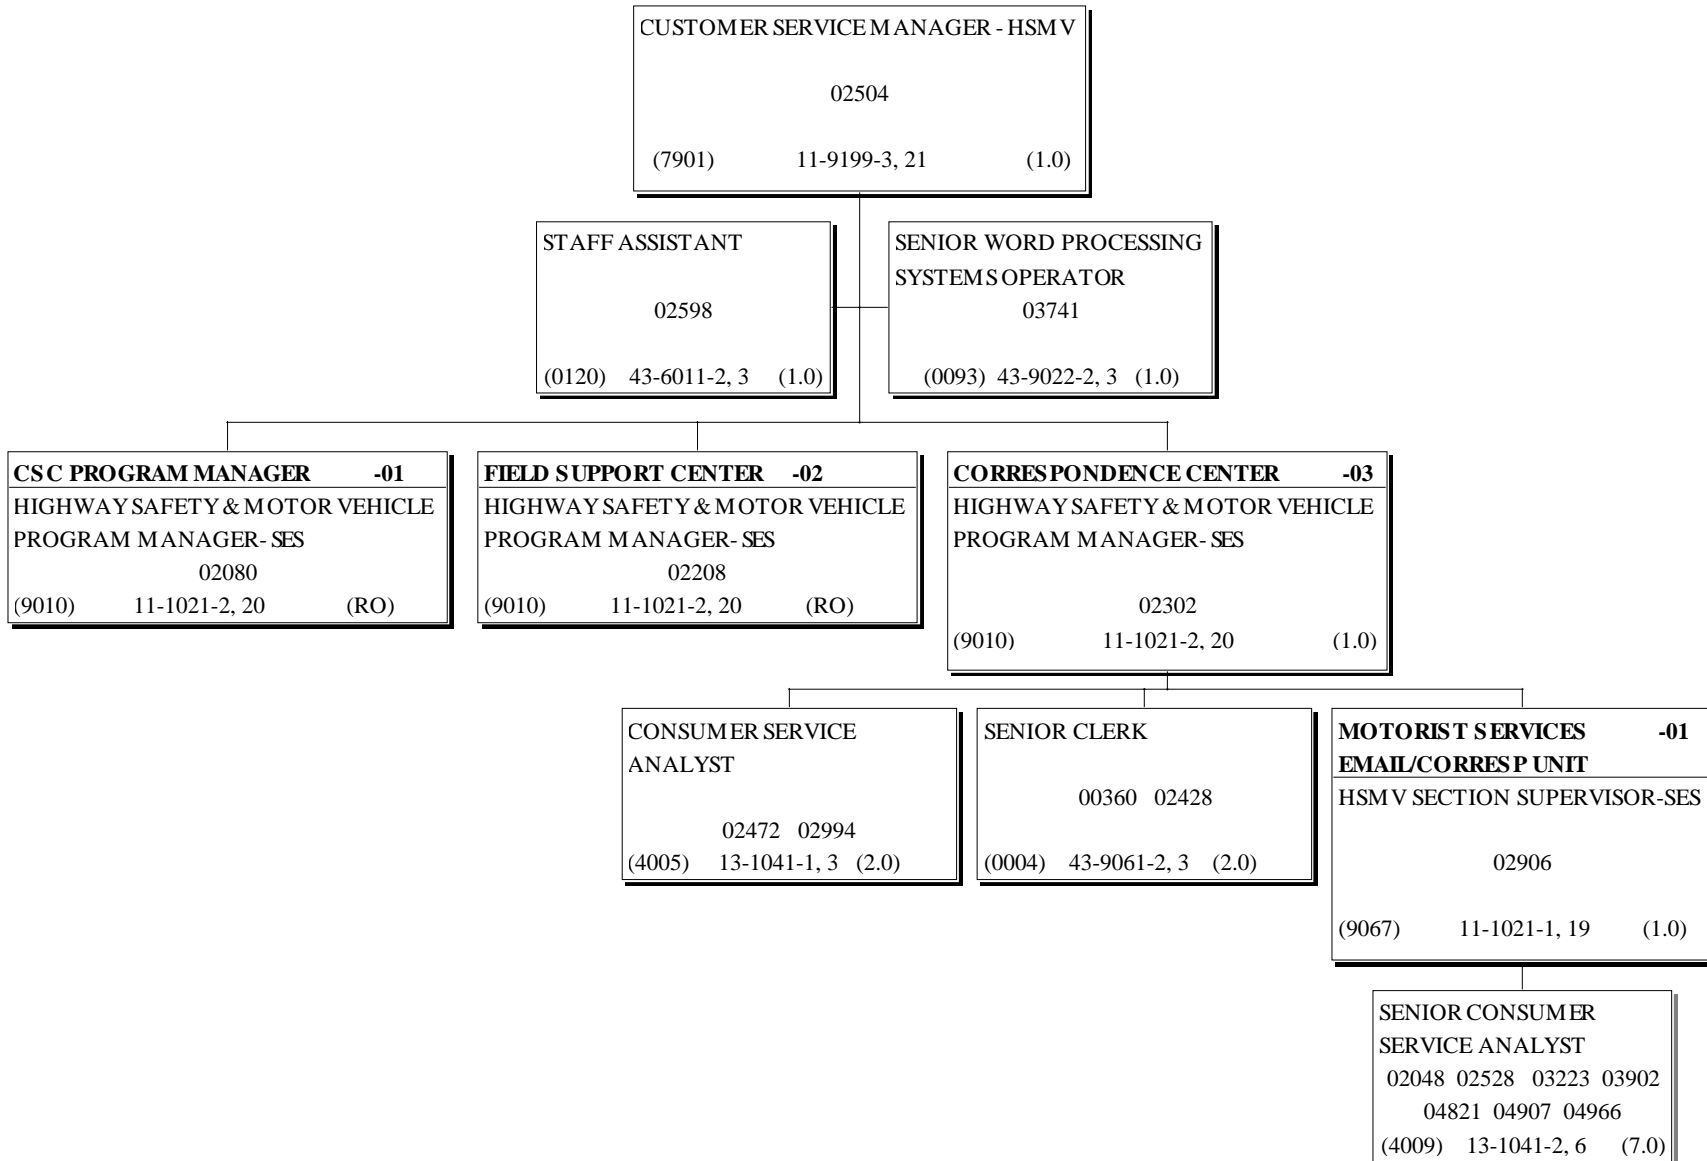 CUSTOMER SERVICE MANAGER - HSMV
02504
(7901) 11-9199-3, 21 (1.0)
STAFF ASSISTANT
02598
(0120) 43-6011-2, 3 (1.0)
SENIOR WORD PROCESSING
SYSTEMS OPERATOR
03741
(0093) 43-9022-2, 3 (1.0)
CSC PROGRAM MANAGER -01
HIGHWAY SAFETY & MOTOR VEHICLE
PROGRAM MANAGER- SES
02080
(9010) 11-1021-2, 20 (RO)
FIELD SUPPORT CENTER -02
HIGHWAY SAFETY & MOTOR VEHICLE
PROGRAM MANAGER- SES
02208
(9010) 11-1021-2, 20 (RO)
CORRESPONDENCE CENTER -03
HIGHWAY SAFETY & MOTOR VEHICLE
PROGRAM MANAGER- SES
02302
(9010) 11-1021-2, 20 (1.0)
CONSUMER SERVICE
ANALYST
02472 02994
(4005) 13-1041-1, 3 (2.0)
SENIOR CLERK
00360 02428
(0004) 43-9061-2, 3 (2.0)
MOTORIST SERVICES -01
EMAIL/CORRESP UNIT
HSMV SECTION SUPERVISOR-SES
02906
(9067) 11-1021-1, 19 (1.0)
SENIOR CONSUMER
SERVICE ANALYST
02048 02528 03223 03902
04821 04907 04966
(4009) 13-1041-2, 6 (7.0)